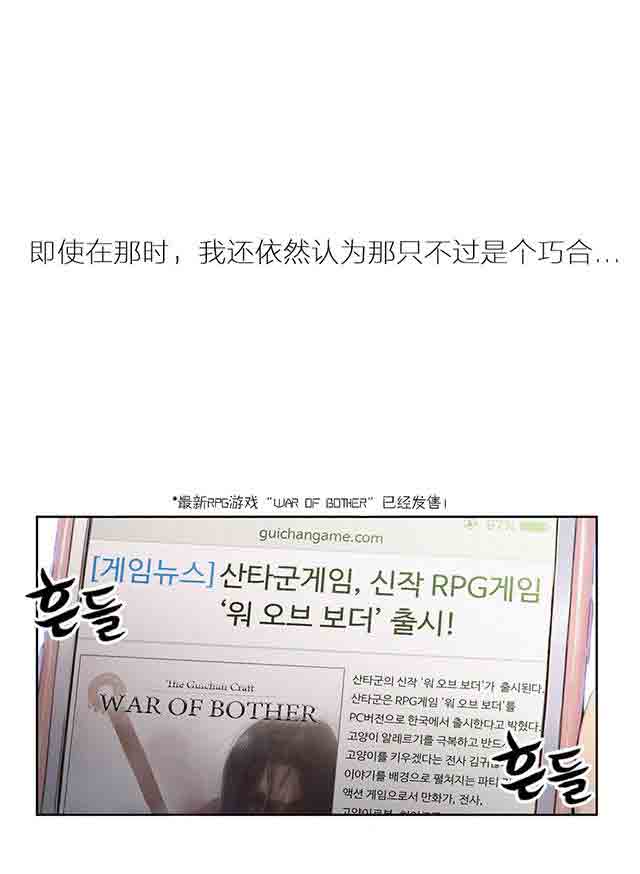 即使在那时，我还依然认为那只不过是个巧合...
*最新RPG游戏“WAR OF BOTHER”已经发售!
97%
guichangame.com
[게임뉴스] 산타군게임, 신작 RPG게임
‘워 오브 보더’ 출시!
흔들
The Guichan Craft
WAR OF BOTHER
산타군의 신작 ‘워 오브 보더’가 출시된다.
산타군은 RPG게임 ‘워 오브 보더’를
PC버전으로 한국에서 출시한다고 밝혔다.
고양이 알레르기를 극복하고 반드시
고양이를 키우겠다는 전사 김귀
이야기를 배경으로 펼쳐지는 파티
액션 게임으로서 만화가, 전사,
흔들